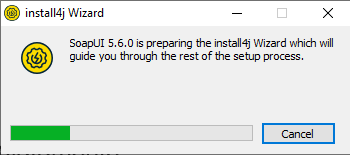 install4j Wizard
SoapUI 5.6.0 is preparing the install4j Wizard which will
guide you through the rest of the setup process.
Cancel